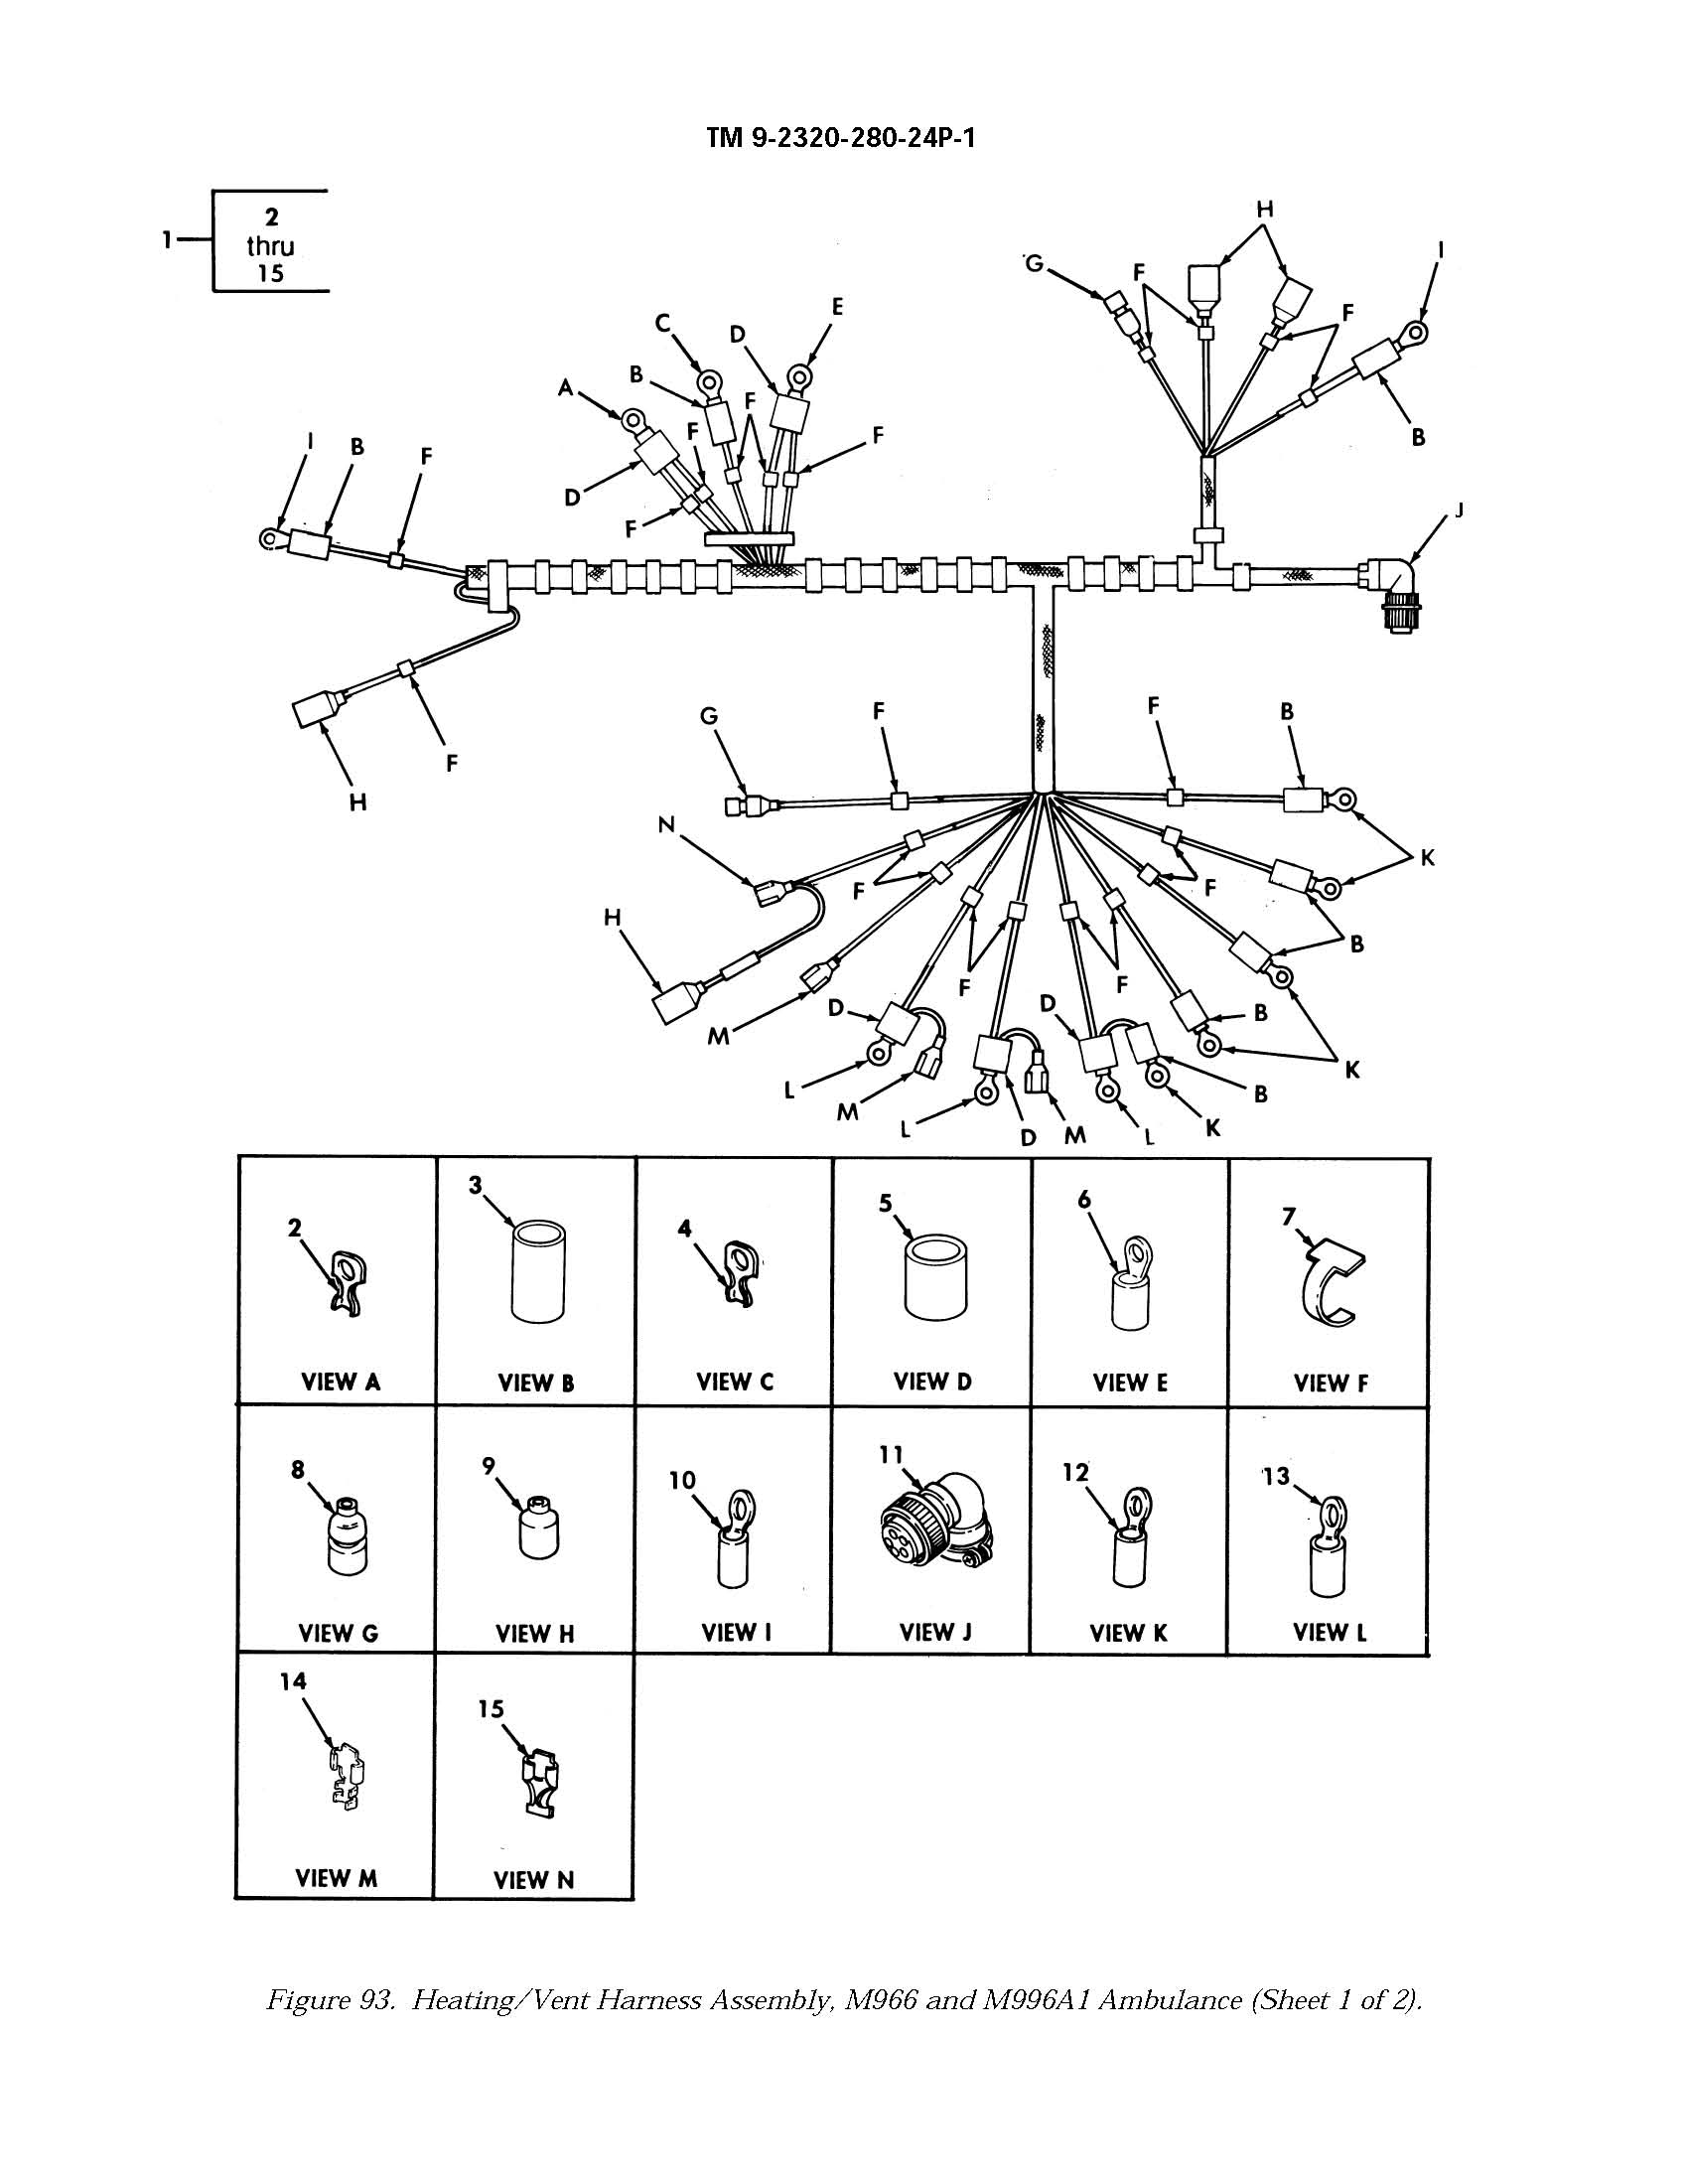 TM 9-2320-280-24P-1
1
2
thru
15
H
I
G
F
F
B
J
E
C
D
B
A
F
F
F
D
F
I
B
F
F
H
G
F
F
B
N
F
F
K
H
B
F
F
M
D
D
B
K
L
M
L
D
M
L
K
B
2
VIEW A
3
VIEW B
4
VIEW C
5
VIEW D
6
VIEW E
7
VIEW F
8
VIEW G
9
VIEW H
10
VIEW I
11
VIEW J
12
VIEW K
13
VIEW L
14
VIEW M
15
VIEW N
Figure 93. Heating/Vent Harness Assembly, M966 and M996A1 Ambulance (Sheet 1 of 2).